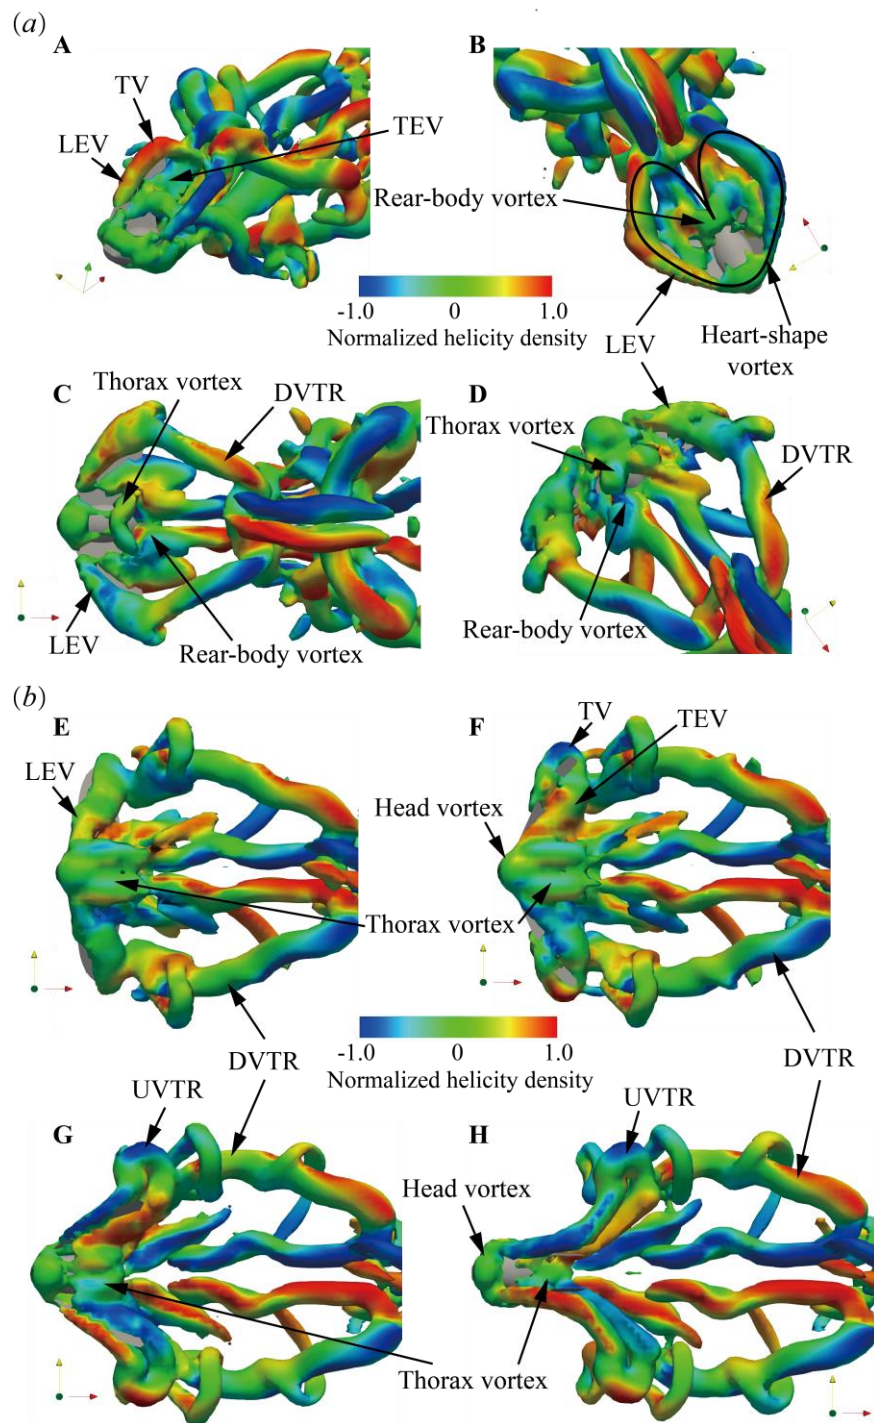 (a)
A
B
TV
TEV
LEV
Rear-body vortex
-1.0 0 1.0
Normalized helicity density
LEV
Heart-shape
vortex
Thorax vortex
C
DVTR
D
Thorax vortex
DVTR
LEV
Rear-body vortex
Rear-body vortex
(b)
E
F
TV
TEV
LEV
Head vortex
Thorax vortex
-1.0 0 1.0
Normalized helicity density
DVTR
DVTR
UVTR
UVTR
G
H
Head vortex
Thorax vortex